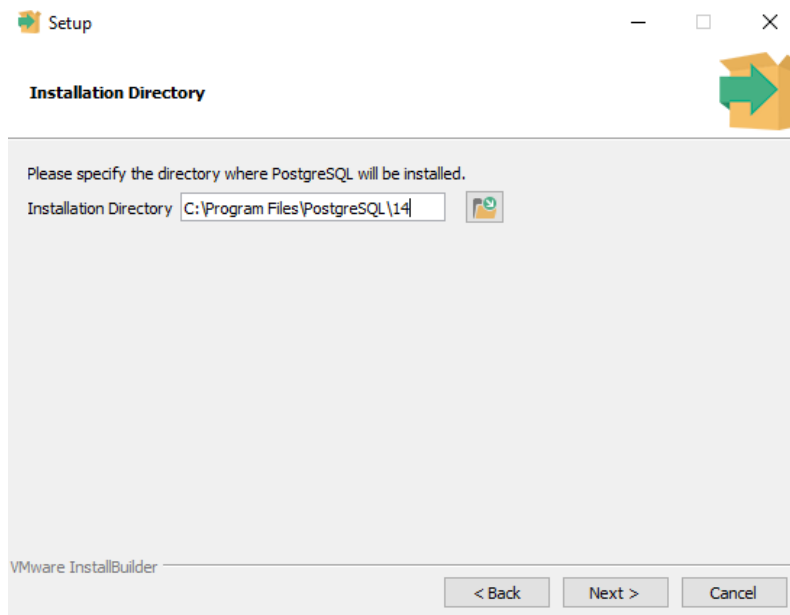 Setup
Installation Directory
Please specify the directory where PostgreSQL will be installed.
Installation Directory C:\Program Files\PostgreSQL\14
VMware InstallBuilder
< Back Next > Cancel